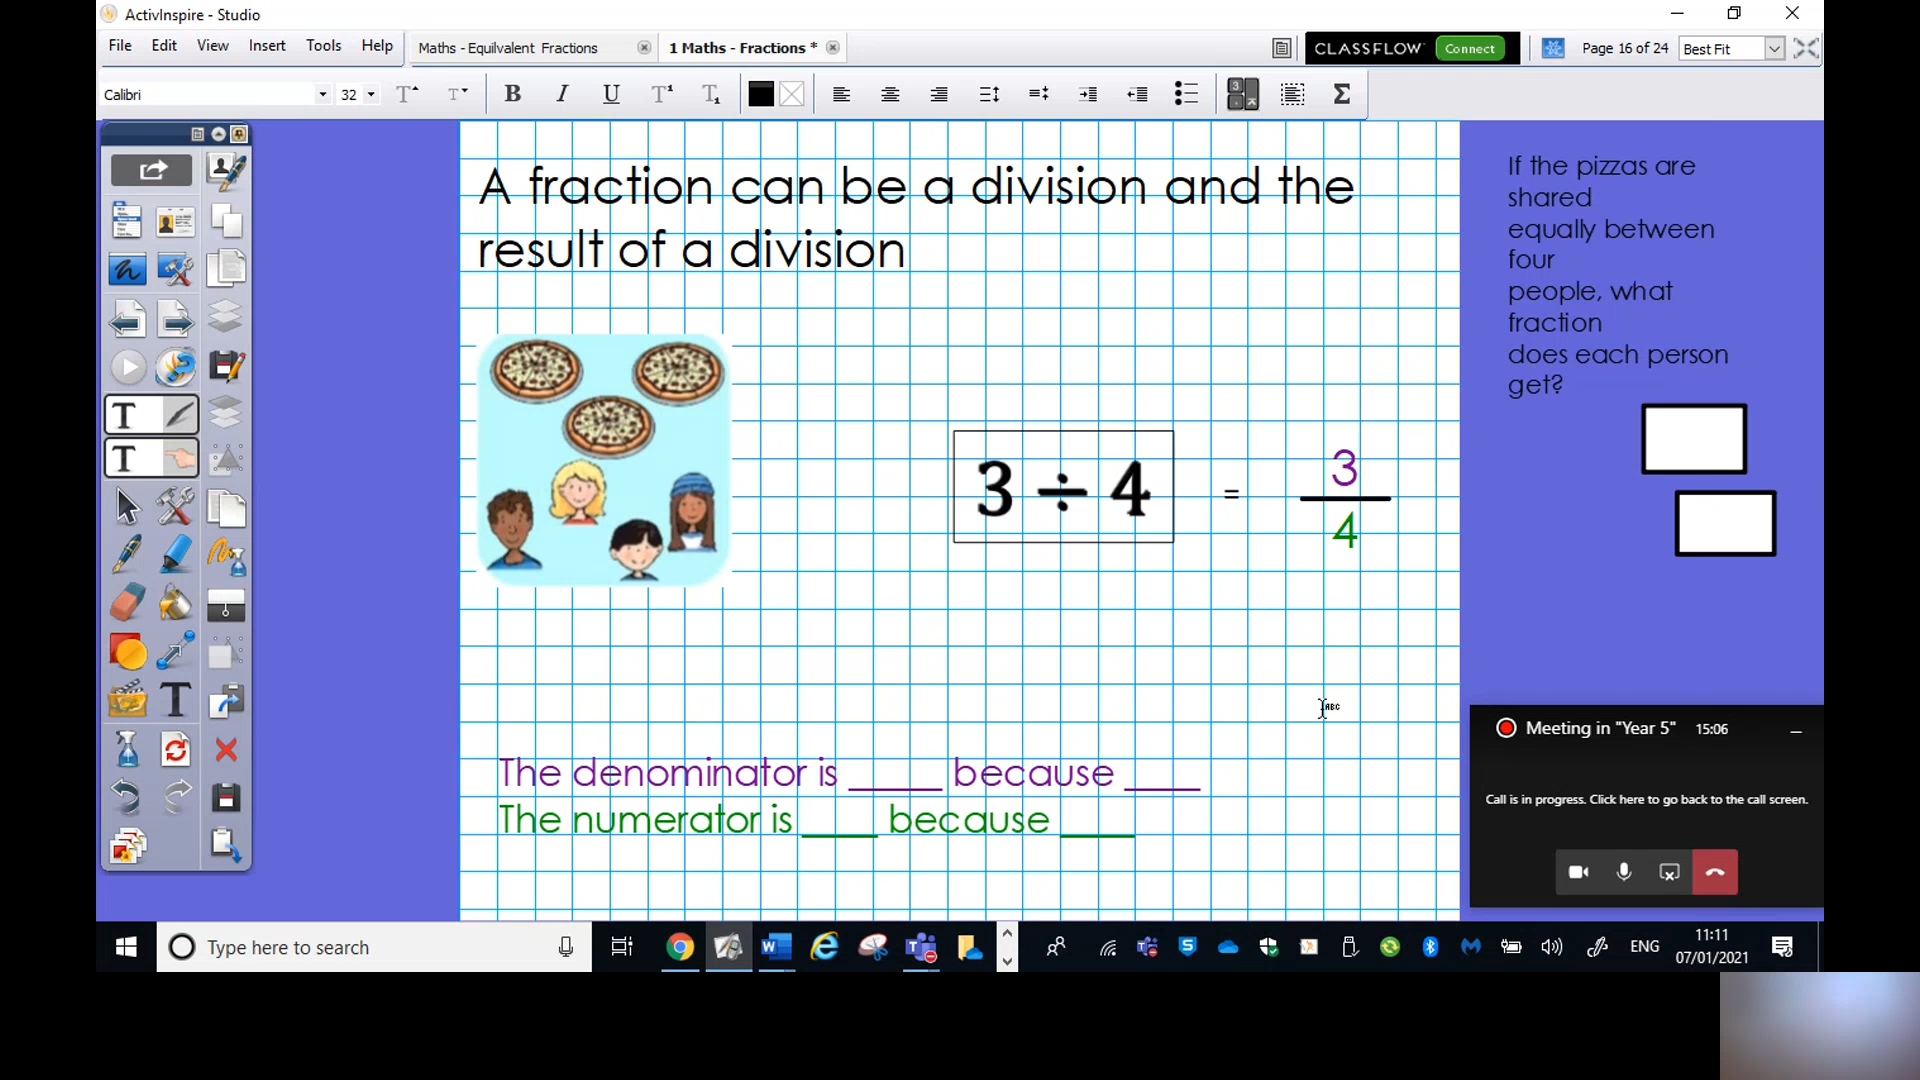 ActivInspire - Studio
File Edit View Insert Tools Help
Maths - Equilvalent Fractions
1 Maths - Fractions *
CLASSFLOW Connect
Page 16 of 24
Best Fit
Calibri
32
A fraction can be a division and the
result of a division
3 ÷ 4 = 3/4
The denominator is _____ because ____
The numerator is ____ because ____
If the pizzas are
shared
equally between
four
people, what
fraction
does each person
get?
Meeting in "Year 5" 15:06
Call is in progress. Click here to go back to the call screen.
Type here to search
ENG
11:11
07/01/2021